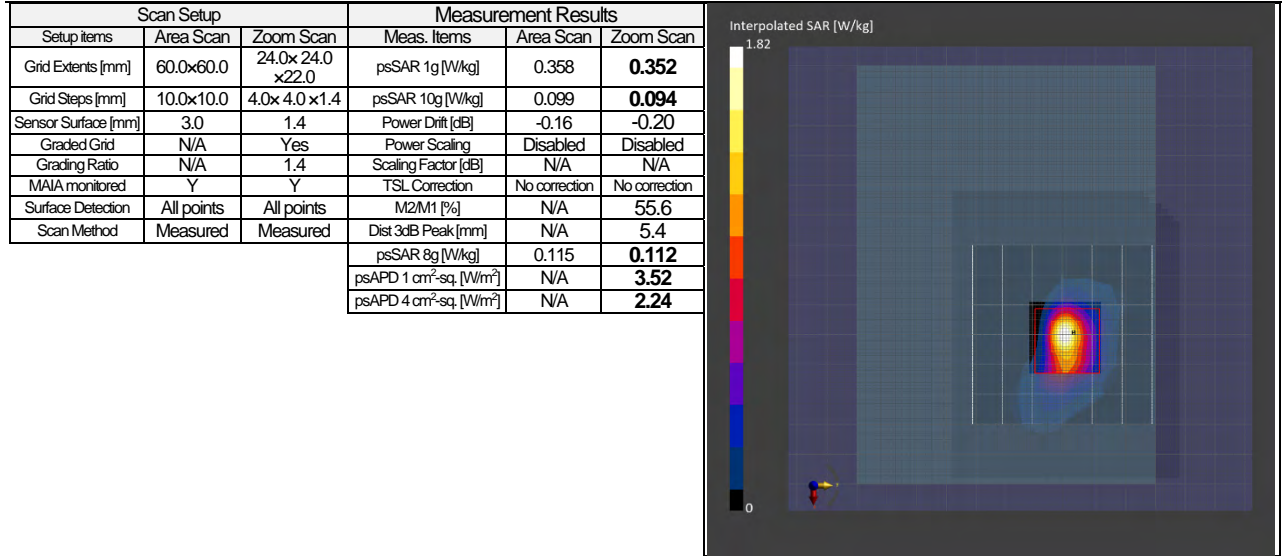 Scan Setup
Setup items Area Scan Zoom Scan
Grid Extents [mm] 60.0×60.0 24.0× 24.0 ×22.0
Grid Steps [mm] 10.0×10.0 4.0× 4.0 ×1.4
Sensor Surface [mm] 3.0 1.4
Graded Grid N/A Yes
Grading Ratio N/A 1.4
MAIA monitored Y Y
Surface Detection All points All points
Scan Method Measured Measured
Measurement Results
Meas. Items Area Scan Zoom Scan
psSAR 1g [W/kg] 0.358 0.352
psSAR 10g [W/kg] 0.099 0.094
Power Drift [dB] -0.16 -0.20
Power Scaling Disabled Disabled
Scaling Factor [dB] N/A N/A
TSL Correction No correction No correction
M2/M1 [%] N/A 55.6
Dist 3dB Peak [mm] N/A 5.4
psSAR 8g [W/kg] 0.115 0.112
psAPD 1 cm²-sq. [W/m²] N/A 3.52
psAPD 4 cm²-sq. [W/m²] N/A 2.24
Interpolated SAR [W/kg]
1.82
0